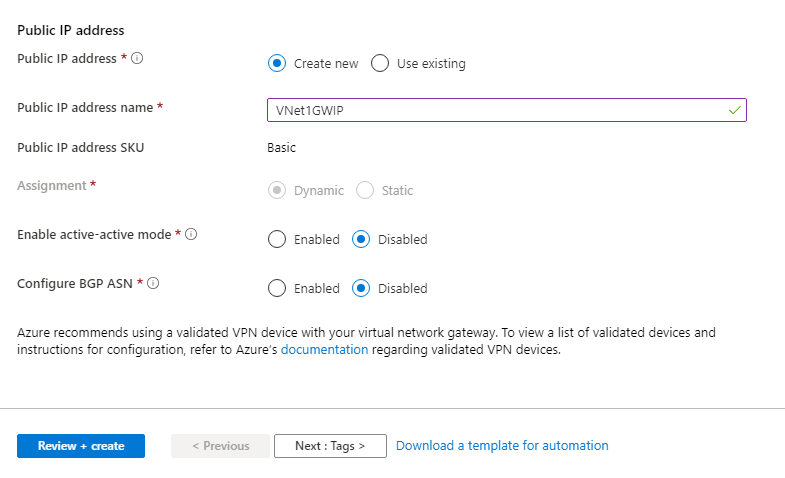 Public IP address
Public IP address * Create new Use existing
Public IP address name * VNet1GWIP
Public IP address SKU Basic
Assignment * Dynamic Static
Enable active-active mode * Enabled Disabled
Configure BGP ASN * Enabled Disabled
Azure recommends using a validated VPN device with your virtual network gateway. To view a list of validated devices and
instructions for configuration, refer to Azure's documentation regarding validated VPN devices.
Review + create < Previous Next : Tags > Download a template for automation